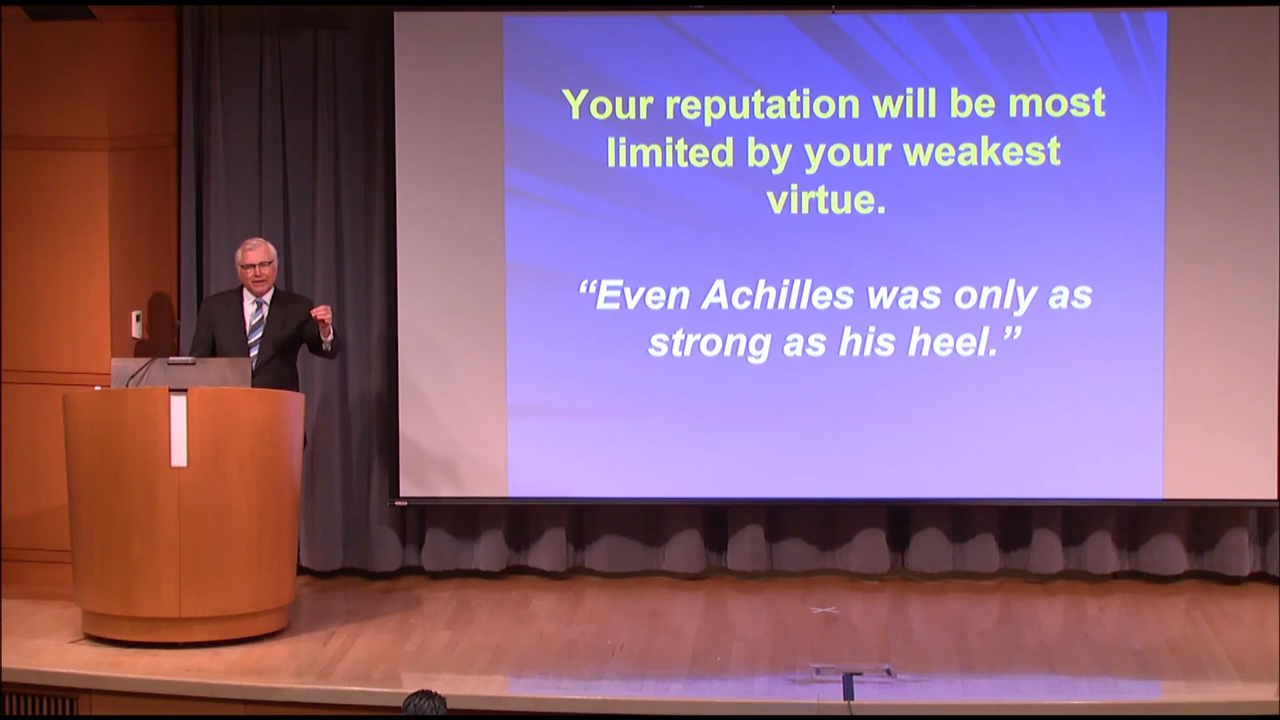 Your reputation will be most
limited by your weakest
virtue.
“Even Achilles was only as
strong as his heel.”